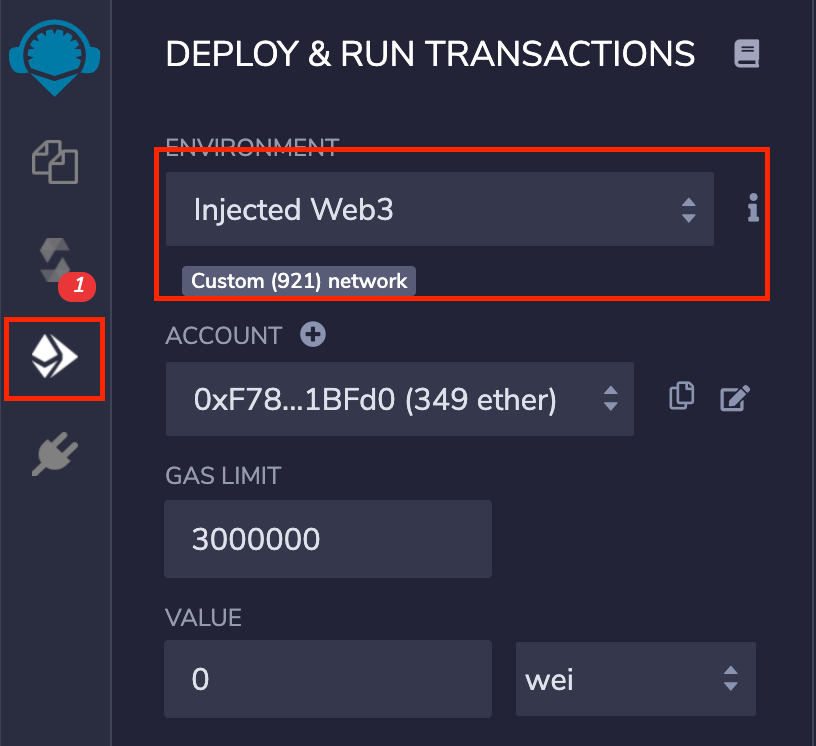 DEPLOY & RUN TRANSACTIONS
ENVIRONMENT
Injected Web3
Custom (921) network
1
ACCOUNT
0xF78...1BFd0 (349 ether)
GAS LIMIT
3000000
VALUE
0 wei